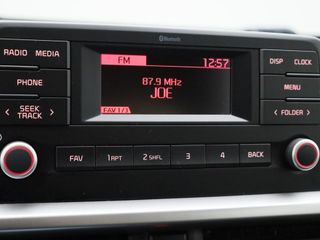 Bluetooth
RADIO MEDIA
FM 12:57
DISP CLOCK
87.9 MHz
PHONE
JOE
MENU
< SEEK TRACK >
FAV 1/1
< FOLDER >
FAV 1 RPT 2 SHFL 3 4 BACK